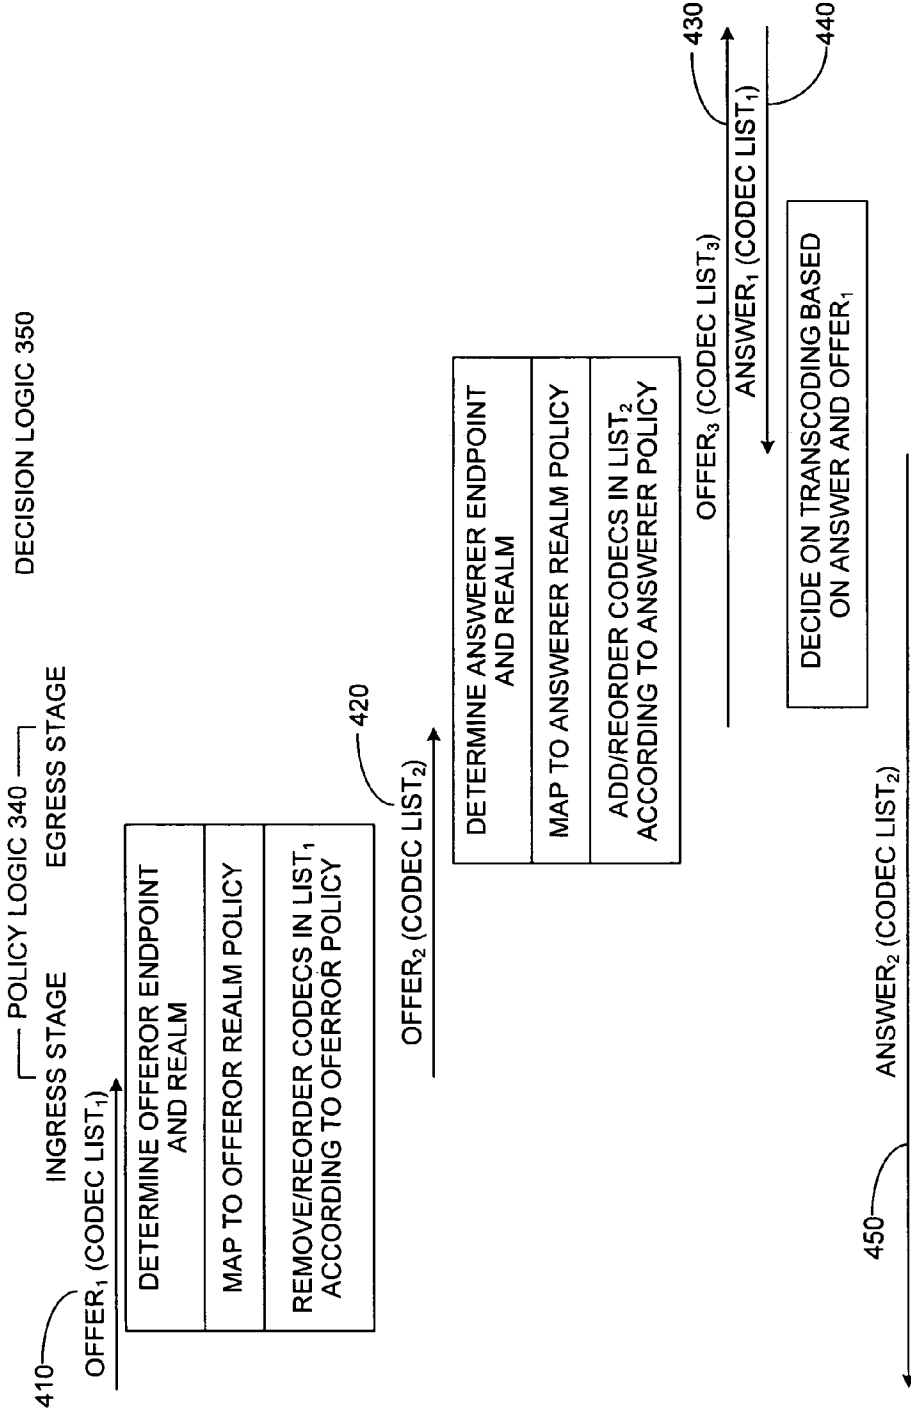 POLICY LOGIC 340
DECISION LOGIC 350
INGRESS STAGE
EGRESS STAGE
410
OFFER₁ (CODEC LIST₁)
DETERMINE OFFEROR ENDPOINT
AND REALM
MAP TO OFFEROR REALM POLICY
REMOVE/REORDER CODECS IN LIST₁
ACCORDING TO OFERROR POLICY
420
OFFER₂ (CODEC LIST₂)
DETERMINE ANSWERER ENDPOINT
AND REALM
MAP TO ANSWERER REALM POLICY
ADD/REORDER CODECS IN LIST₂
ACCORDING TO ANSWERER POLICY
430
OFFER₃ (CODEC LIST₃)
ANSWER₁ (CODEC LIST₁)
440
DECIDE ON TRANSCODING BASED
ON ANSWER AND OFFER₁
ANSWER₂ (CODEC LIST₂)
450